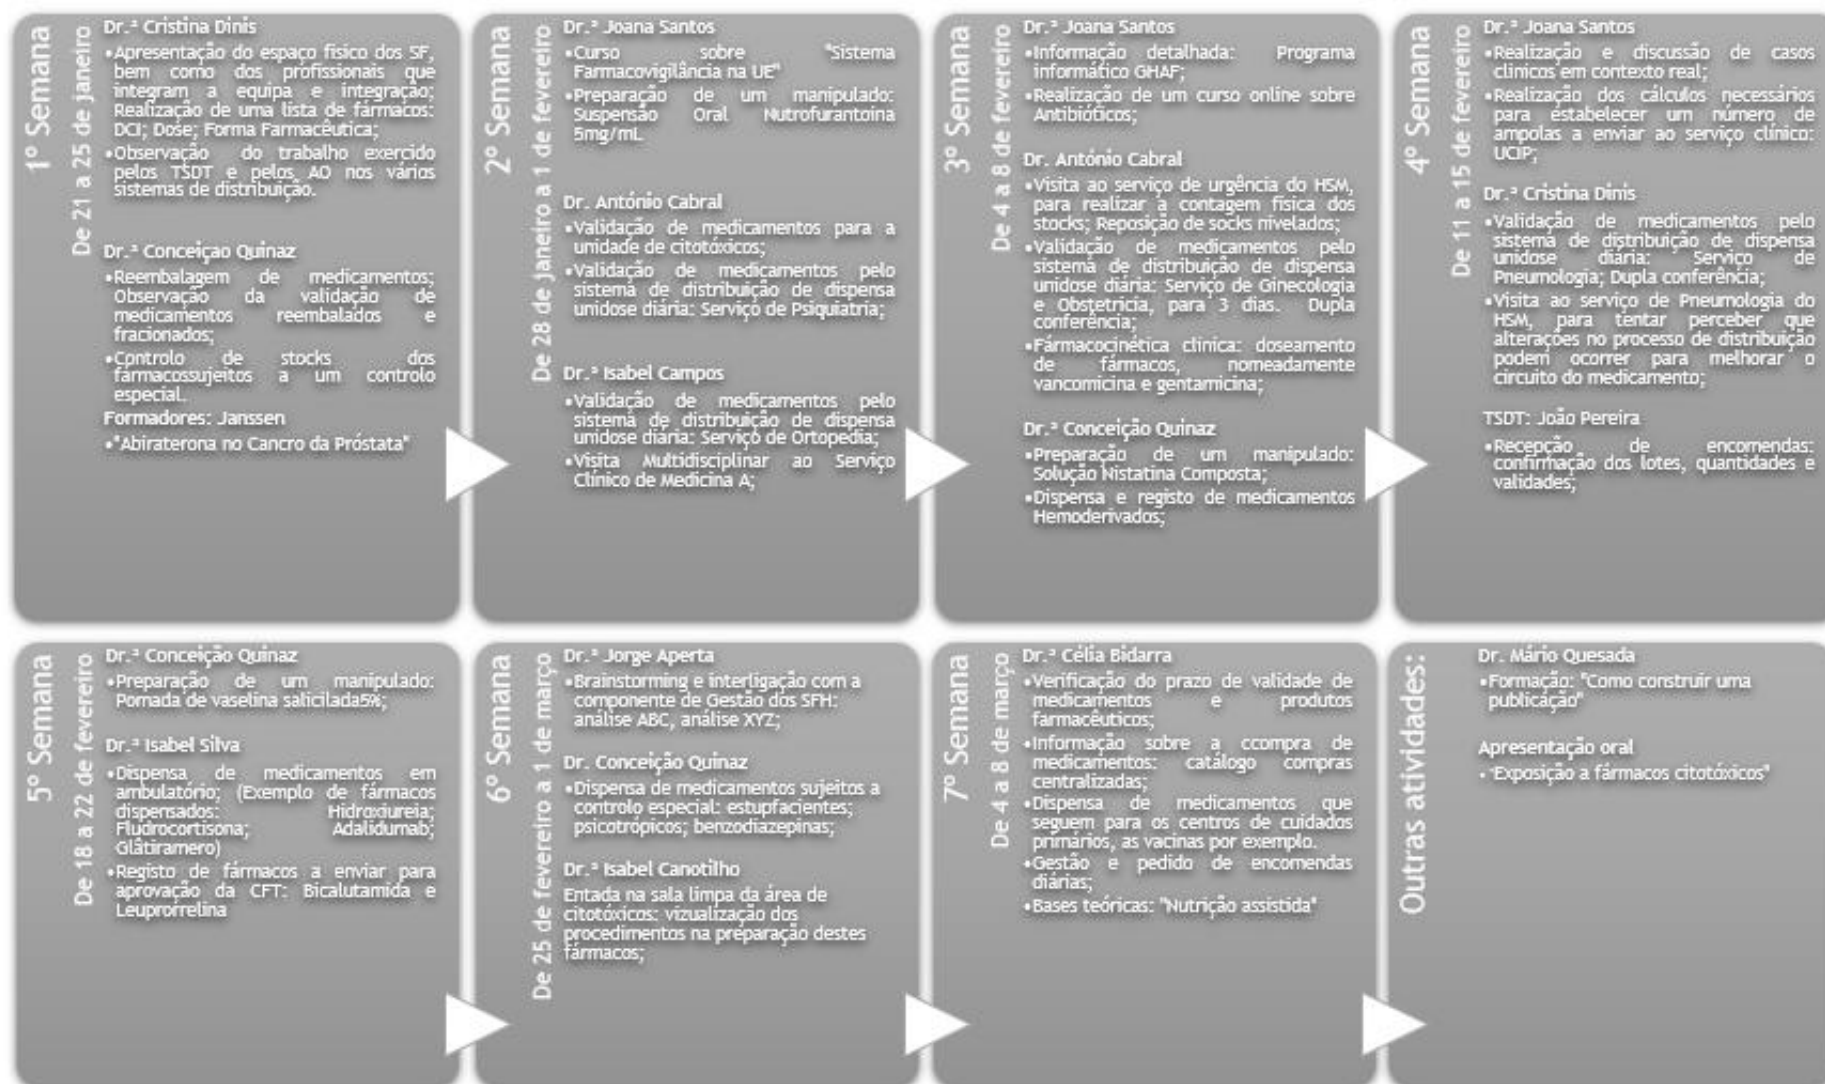 1º Semana
De 21 a 25 de janeiro
Dr.ª Cristina Dinis
•Apresentação do espaço físico dos SF,
bem como dos profissionais que
integram a equipa e integração;
Realização de uma lista de fármacos:
DCI; Dose; Forma Farmacêutica;
•Observação do trabalho exercido
pelos TSDT e pelos AO nos vários
sistemas de distribuição.
Dr.ª Conceiçao Quinaz
•Reembalagem de medicamentos;
Observação da validação de
medicamentos reembalados e
fracionados;
•Controlo de stocks dos
farmacossujeitos a um controlo
especial.
Formadores: Janssen
•"Abiraterona no Cancro da Próstata"
2º Semana
De 28 de janeiro a 1 de fevereiro
Dr.ª Joana Santos
•Curso sobre "Sistema
Farmacovigilância na UE"
•Preparação de um manipulado:
Suspensão Oral Nutrofurantoina
5mg/mL
Dr. António Cabral
•Validação de medicamentos para a
unidade de citotóxicos;
•Validação de medicamentos pelo
sistema de distribuição de dispensa
unidose diária: Serviço de Psiquiatria;
Dr.ª Isabel Campos
•Validação de medicamentos pelo
sistema de distribuição de dispensa
unidose diária: Serviço de Ortopedia;
•Visita Multidisciplinar ao Serviço
Clínico de Medicina A;
3º Semana
De 4 a 8 de fevereiro
Dr.ª Joana Santos
•Informação detalhada: Programa
informático GHAF;
•Realização de um curso online sobre
Antibióticos;
Dr. António Cabral
•Visita ao serviço de urgência do HSM,
para realizar a contagem física dos
stocks; Reposição de socks nivelados;
•Validação de medicamentos pelo
sistema de distribuição de dispensa
unidose diária: Serviço de Ginecologia
e Obstetricia, para 3 dias. Dupla
conferência;
•Fármacocinética clinica: doseamento
de fármacos, nomeadamente
vancomicina e gentamicina;
Dr.ª Conceição Quinaz
•Preparação de um manipulado:
Solução Nistatina Composta;
•Dispensa e registo de medicamentos
Hemoderivados;
4º Semana
De 11 a 15 de fevereiro
Dr.ª Joana Santos
•Realização e discussão de casos
clínicos em contexto real;
•Realização dos cálculos necessários
para estabelecer um número de
ampolas a enviar ao serviço clínico:
UCIP;
Dr.ª Cristina Dinis
•Validação de medicamentos pelo
sistema de distribuição de dispensa
unidose diária: Serviço de
Pneumologia; Dupla conferência;
•Visita ao serviço de Pneumologia do
HSM, para tentar perceber que
alterações no processo de distribuição
podem ocorrer para melhorar o
circuito do medicamento;
TSDT: João Pereira
•Recepção de encomendas:
confirmação dos lotes, quantidades e
validades;
5º Semana
De 18 a 22 de fevereiro
Dr.ª Conceição Quinaz
•Preparação de um manipulado:
Pomada de vaselina salicilada5%;
Dr.ª Isabel Silva
•Dispensa de medicamentos em
ambulatório; (Exemplo de fármacos
dispensados: Hidroxiureia;
Fludrocortisona; Adalidumab;
Glâtiramero)
•Registo de fármacos a enviar para
aprovação da CFT: Bicalutamida e
Leuprorrelina
6º Semana
De 25 de fevereiro a 1 de março
Dr.ª Jorge Aperta
•Brainstorming e interligação com a
componente de Gestão dos SFH:
análise ABC, análise XYZ;
Dr. Conceição Quinaz
•Dispensa de medicamentos sujeitos a
controlo especial: estupfacientes;
psicotrópicos; benzodiazepinas;
Dr.ª Isabel Canotilho
Entada na sala limpa da área de
citotóxicos: vizualização dos
procedimentos na preparação destes
fármacos;
7º Semana
De 4 a 8 de março
Dr.ª Célia Bidarra
•Verificação do prazo de validade de
medicamentos e produtos
farmacêuticos;
•Informação sobre a ccompra de
medicamentos: catálogo compras
centralizadas;
•Dispensa de medicamentos que
seguem para os centros de cuidados
primários, as vacinas por exemplo.
•Gestão e pedido de encomendas
diárias;
•Bases teóricas: "Nutrição assistida"
Outras atividades:
Dr. Mário Quesada
•Formação: "Como construir uma
publicação"
Apresentação oral
•"Exposição a fármacos citotóxicos"